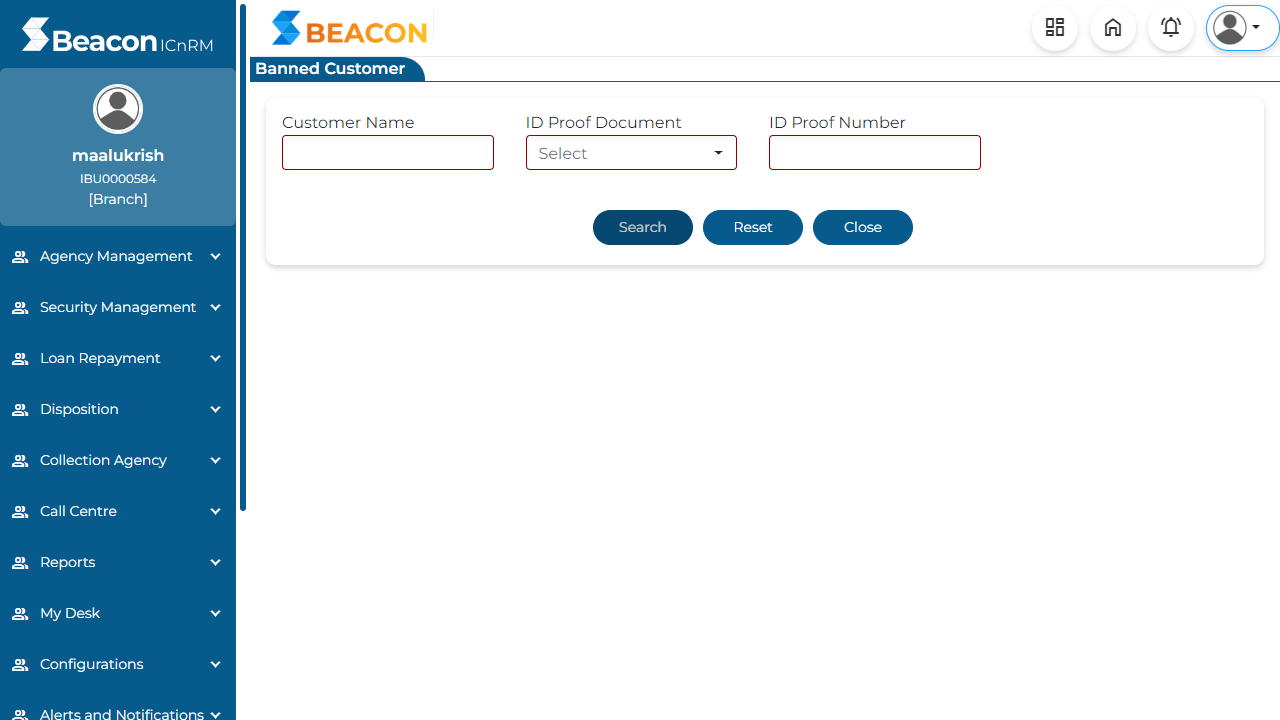 Beacon ICnRM
maalukrish
IBU0000584
[Branch]
Agency Management
Security Management
Loan Repayment
Disposition
Collection Agency
Call Centre
Reports
My Desk
Configurations
Alerts and Notifications
BEACON
Banned Customer
Customer Name
ID Proof Document
ID Proof Number
Select
Search
Reset
Close